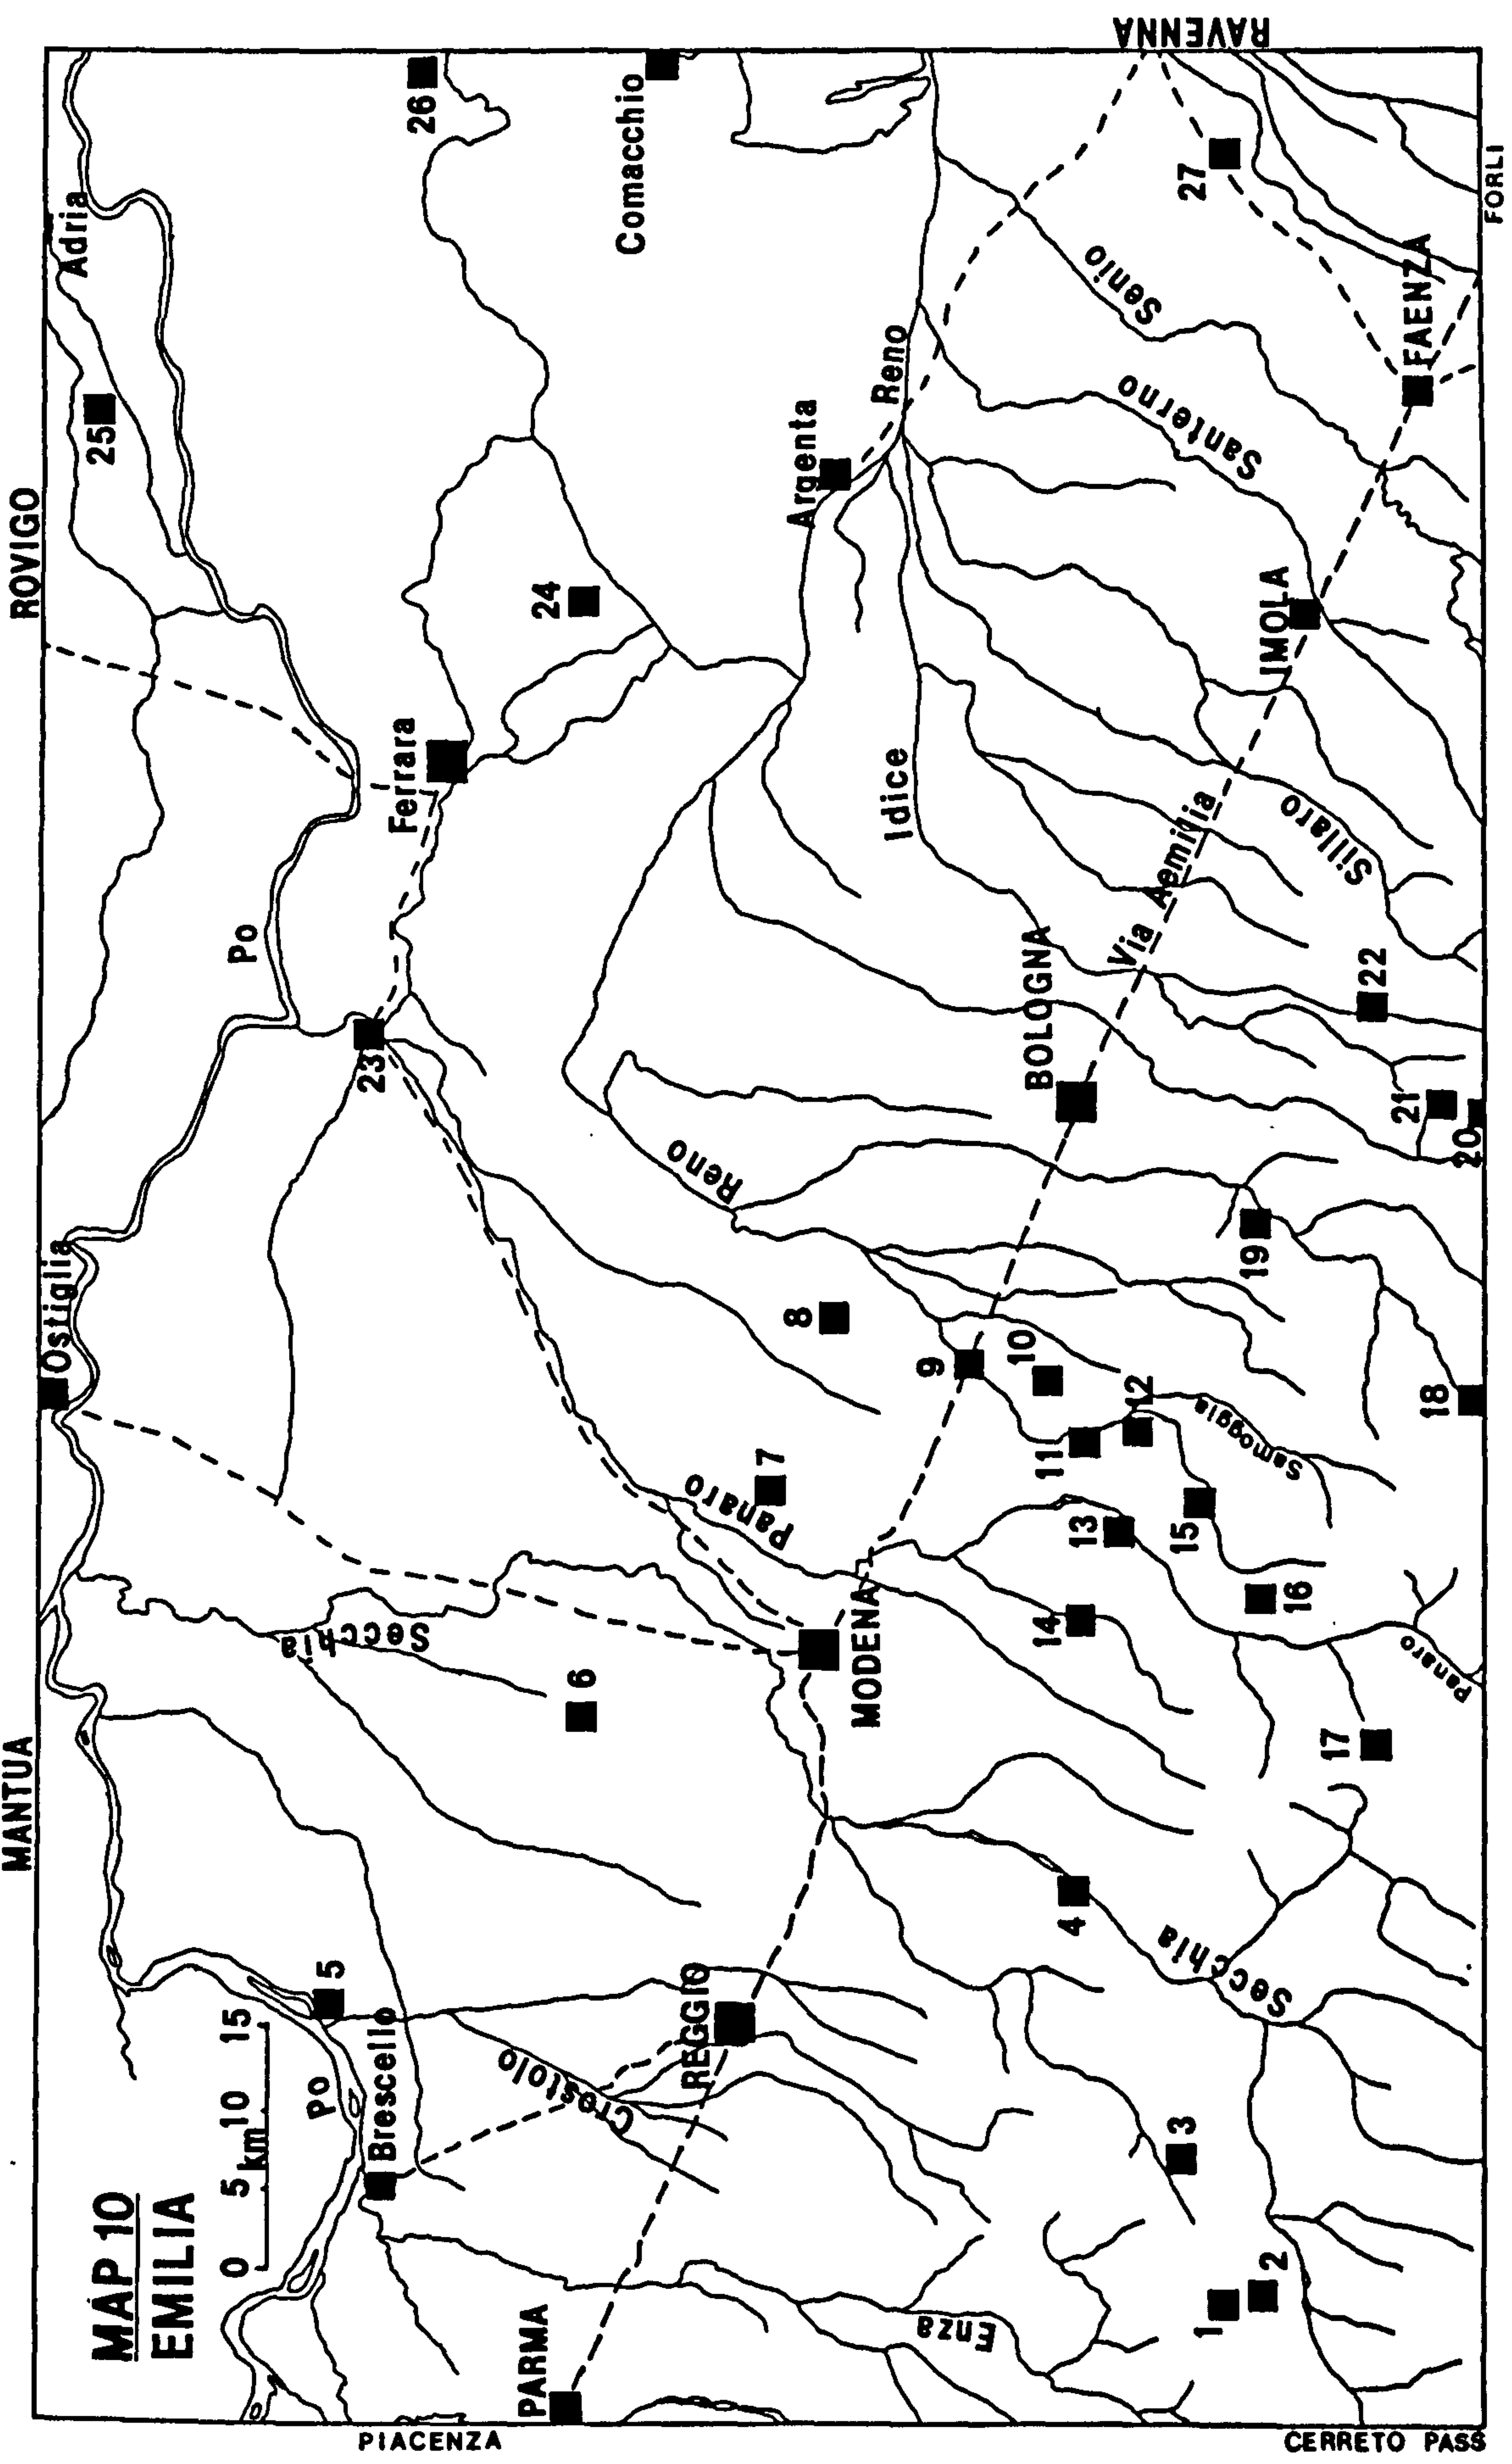 MAP 10
EMILIA
0 5 10 15
km
MANTUA
ROVIGO
RAVENNA
FORLI
PIACENZA
CERRETO PASS
Ostiglia
Adria
Po
Po
Brescello
5
Secchia
6
23
Ferrara
24
25
26
Comacchio
PARMA
Crostolo
REGGIO
MODENA
Panaro
7
8
9
10
11
12
13
14
15
16
17
18
19
20
21
22
Reno
BOLOGNA
Idice
Via Aemilia
Argenta
Reno
Senio
Santerno
Sillaro
IMOLA
FAENZA
27
Samoggia
Panaro
Enza
1
2
3
4
Secchia